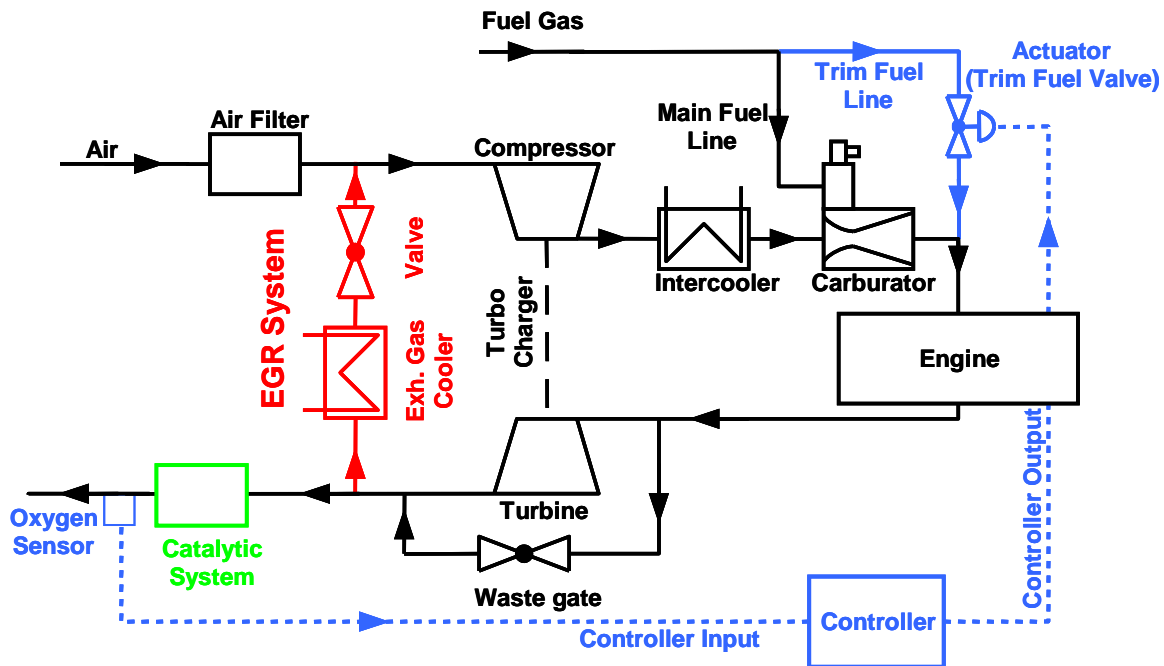 Fuel Gas
Actuator
(Trim Fuel Valve)
Trim Fuel
Line
Main Fuel
Line
Air Filter
Air
Compressor
EGR System
Valve
Exh. Gas
Cooler
Turbo
Charger
Intercooler
Carburator
Engine
Turbine
Oxygen
Sensor
Catalytic
System
Waste gate
Controller Input
Controller
Controller Output